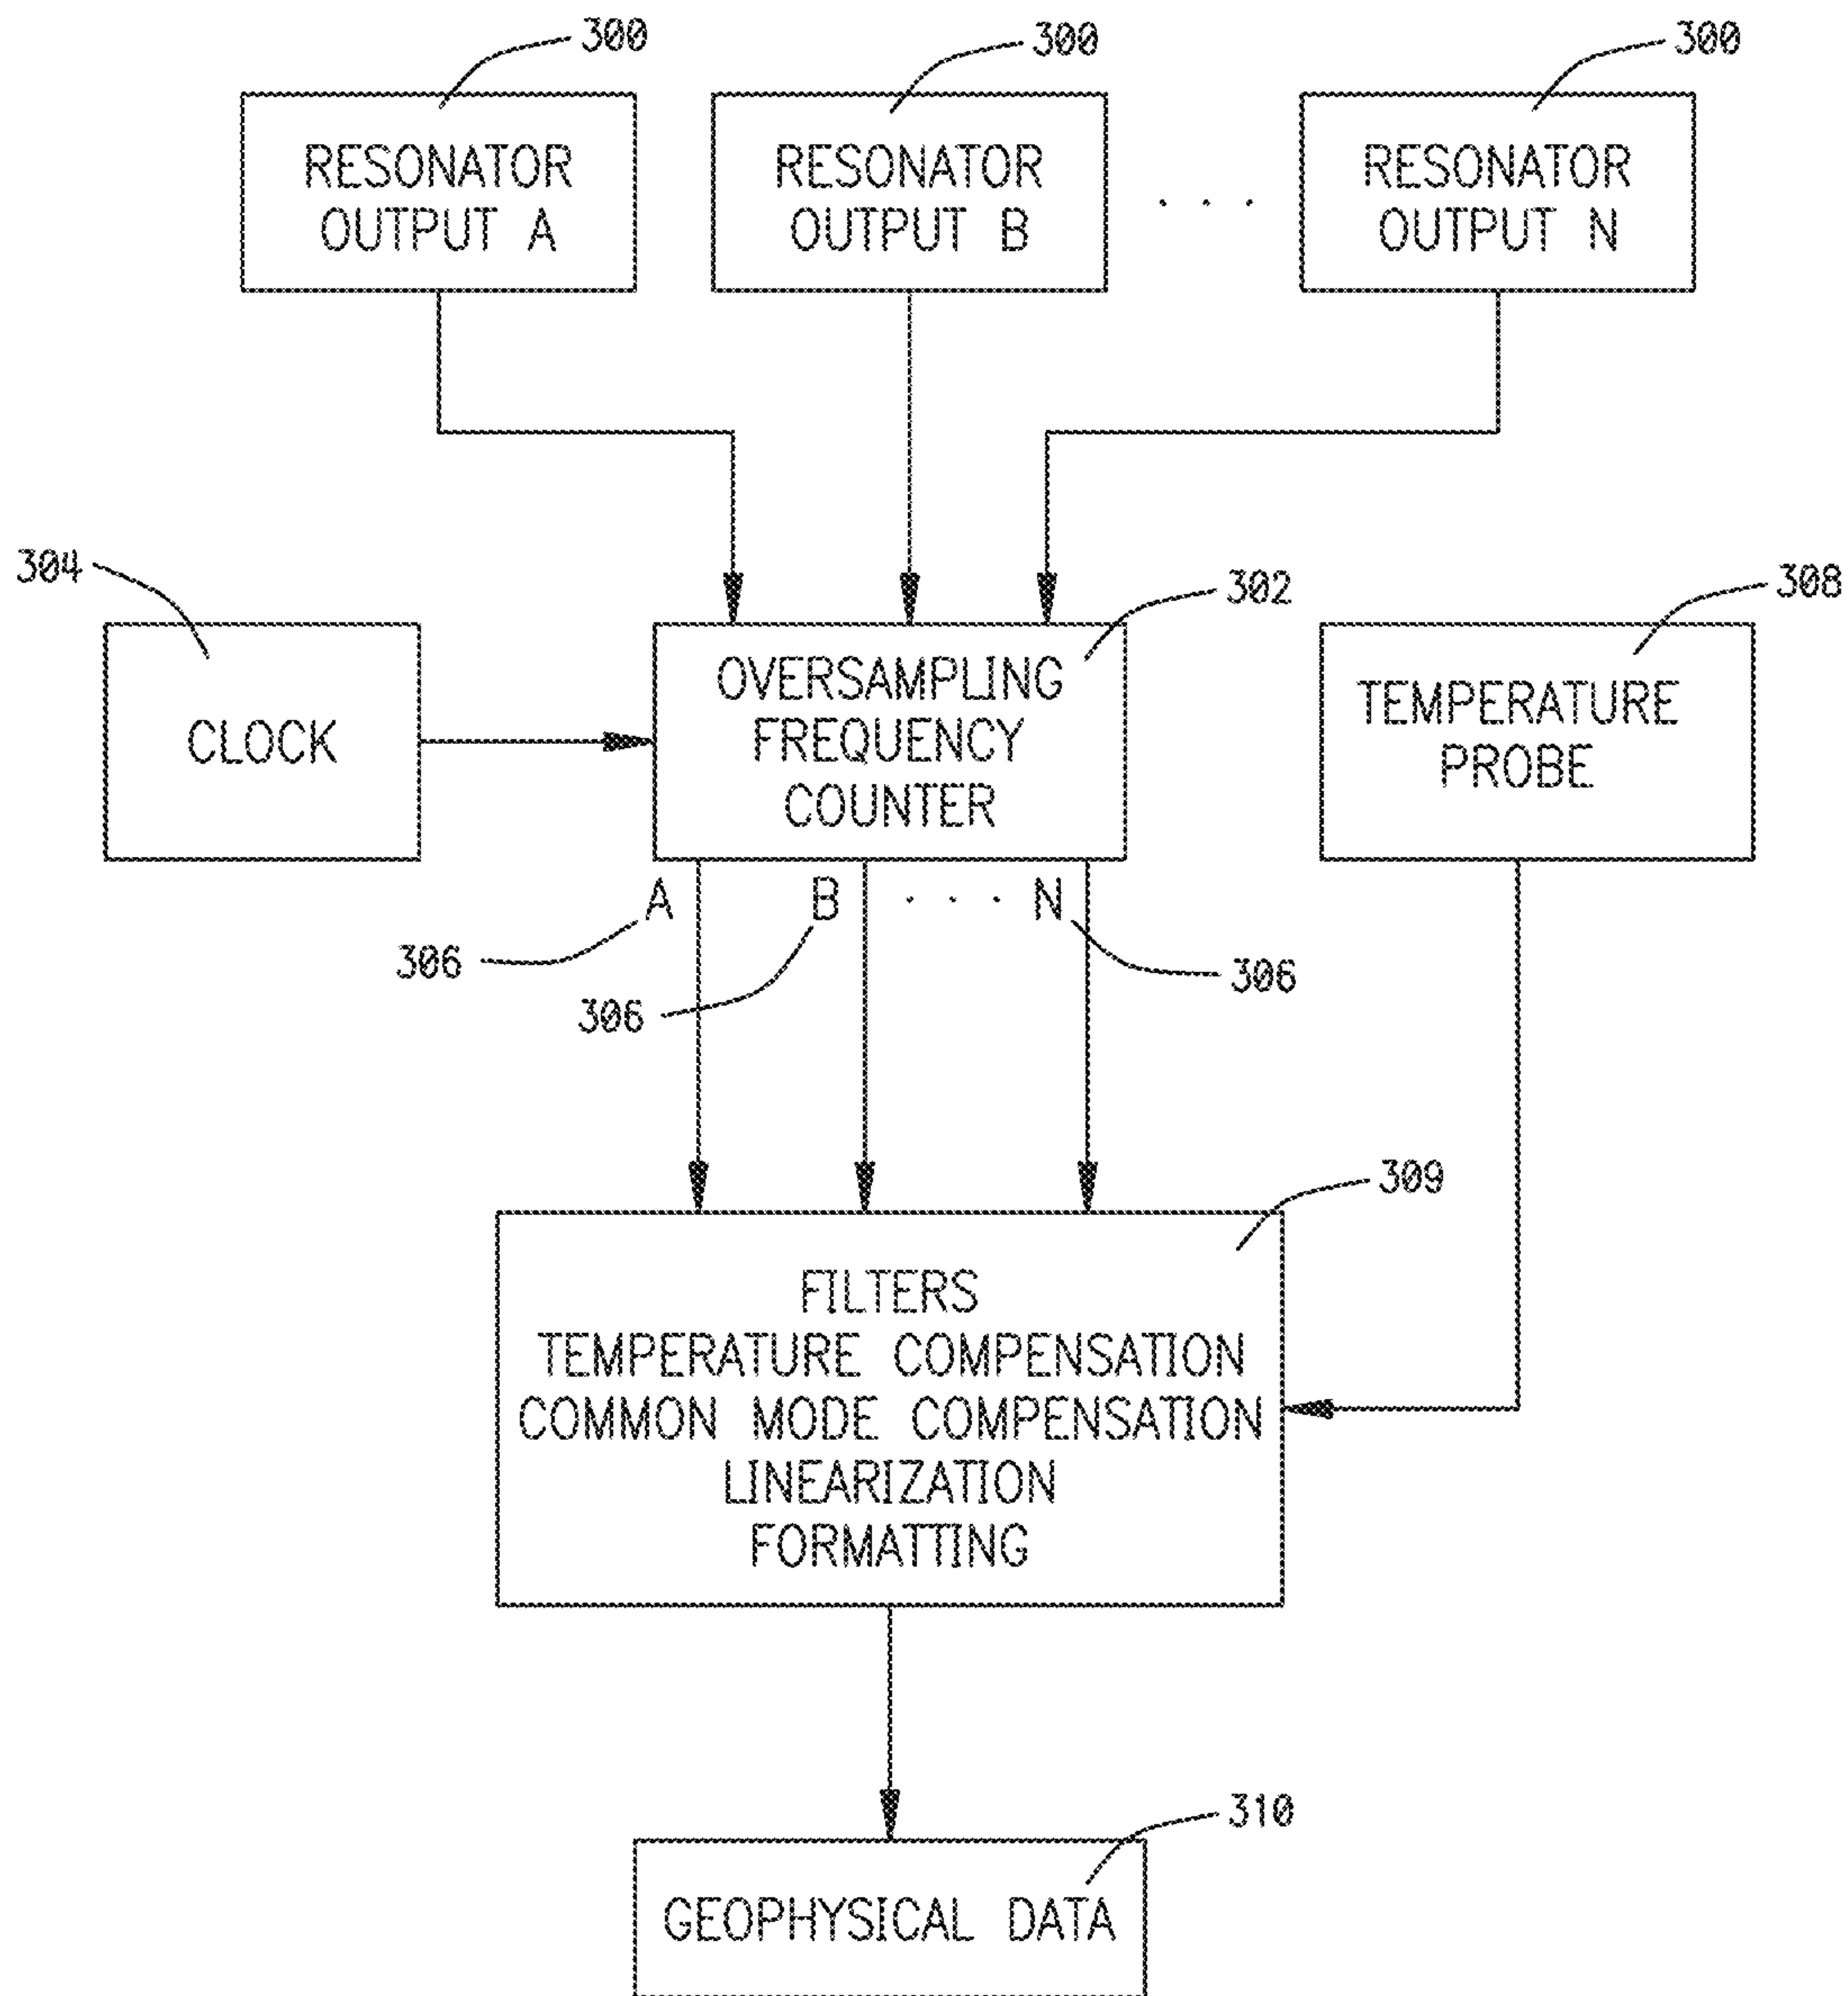 300
300
300
RESONATOR
OUTPUT A
RESONATOR
OUTPUT B
. . .
RESONATOR
OUTPUT N
304
302
308
CLOCK
OVERSAMPLING
FREQUENCY
COUNTER
TEMPERATURE
PROBE
A
B
. . .
N
306
306
306
309
FILTERS
TEMPERATURE COMPENSATION
COMMON MODE COMPENSATION
LINEARIZATION
FORMATTING
310
GEOPHYSICAL DATA